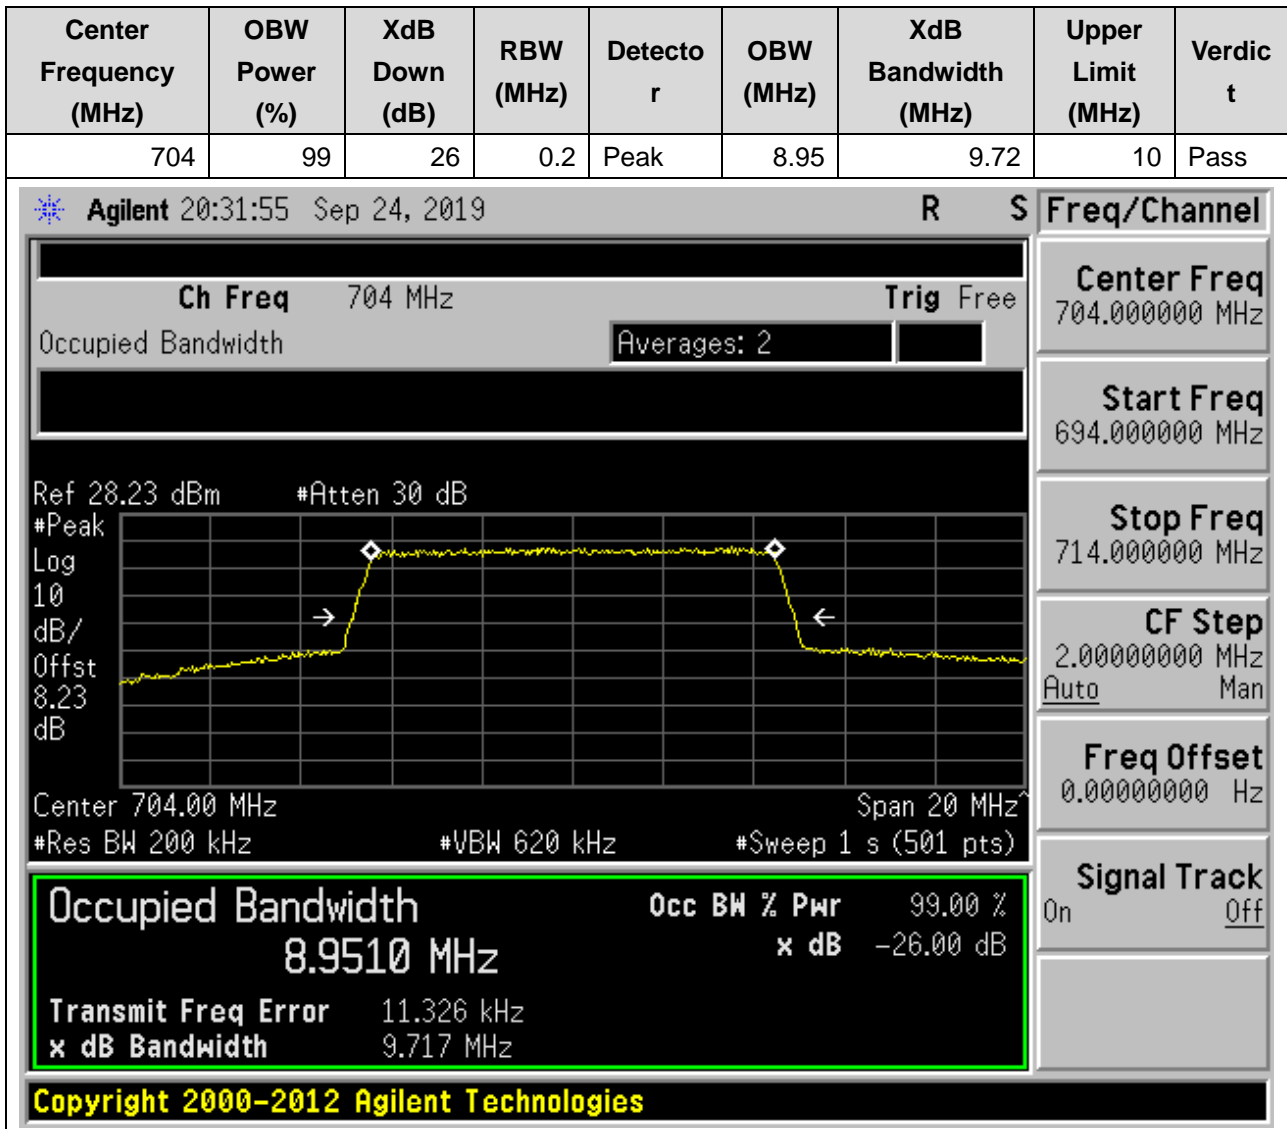 Center Frequency (MHz) OBW Power (%) XdB Down (dB) RBW (MHz) Detecto r OBW (MHz) XdB Bandwidth (MHz) Upper Limit (MHz) Verdic t
704 99 26 0.2 Peak 8.95 9.72 10 Pass
Agilent 20:31:55 Sep 24, 2019 R S
Ch Freq 704 MHz Trig Free
Occupied Bandwidth Averages: 2
Ref 28.23 dBm #Atten 30 dB
#Peak
Log
10
dB/
Offst
8.23
dB
Center 704.00 MHz Span 20 MHz^
#Res BW 200 kHz #VBW 620 kHz #Sweep 1 s (501 pts)
Occupied Bandwidth Occ BW % Pwr 99.00 %
8.9510 MHz x dB -26.00 dB
Transmit Freq Error 11.326 kHz
x dB Bandwidth 9.717 MHz
Copyright 2000-2012 Agilent Technologies
Freq/Channel
Center Freq
704.000000 MHz
Start Freq
694.000000 MHz
Stop Freq
714.000000 MHz
CF Step
2.00000000 MHz
Auto Man
Freq Offset
0.00000000 Hz
Signal Track
On Off